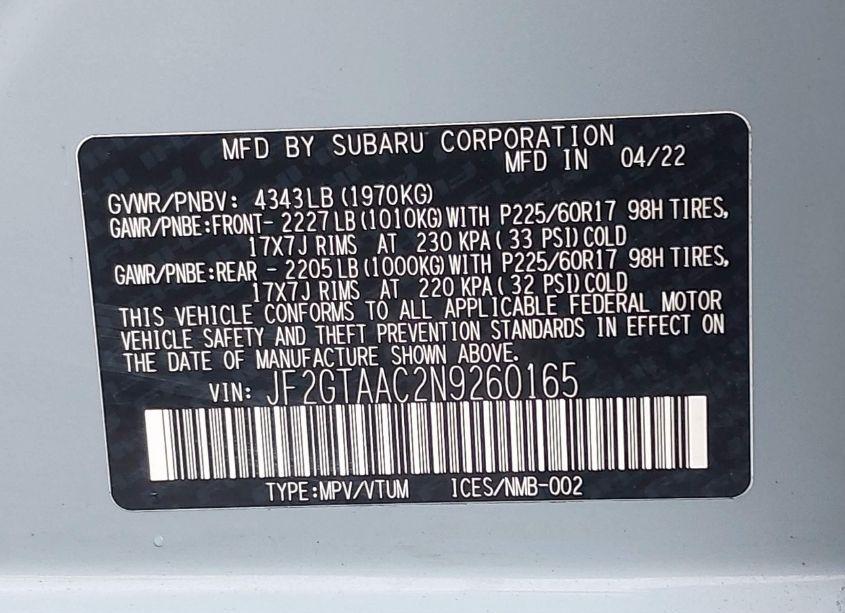 MFD BY SUBARU CORPORATION
MFD IN 04/22
GVWR/PNBV: 4343LB (1970KG)
GAWR/PNBE:FRONT- 2227LB (1010KG) WITH P225/60R17 98H TIRES,
17X7J RIMS AT 230 KPA( 33 PSI) COLD
GAWR/PNBE:REAR - 2205LB (1000KG) WITH P225/60R17 98H TIRES,
17X7J RIMS AT 220 KPA( 32 PSI) COLD
THIS VEHICLE CONFORMS TO ALL APPLICABLE FEDERAL MOTOR
VEHICLE SAFETY AND THEFT PREVENTION STANDARDS IN EFFECT ON
THE DATE OF MANUFACTURE SHOWN ABOVE.
VIN: JF2GTAAC2N9260165
TYPE:MPV/VTUM ICES/NMB-002